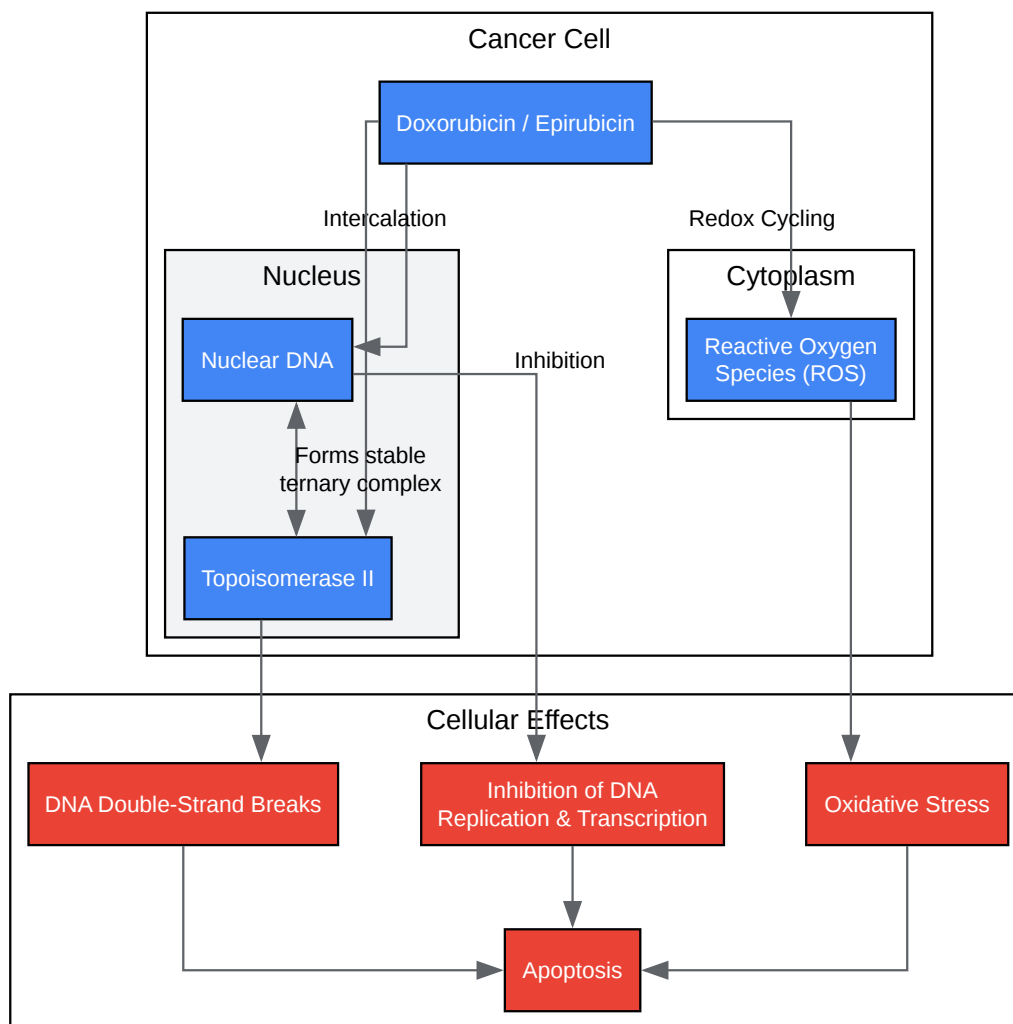 Cancer Cell
Doxorubicin / Epirubicin
Intercalation
Redox Cycling
Nucleus
Cytoplasm
Nuclear DNA
Reactive Oxygen
Species (ROS)
Inhibition
Forms stable
ternary complex
Topoisomerase II
Cellular Effects
DNA Double-Strand Breaks
Inhibition of DNA
Replication & Transcription
Oxidative Stress
Apoptosis